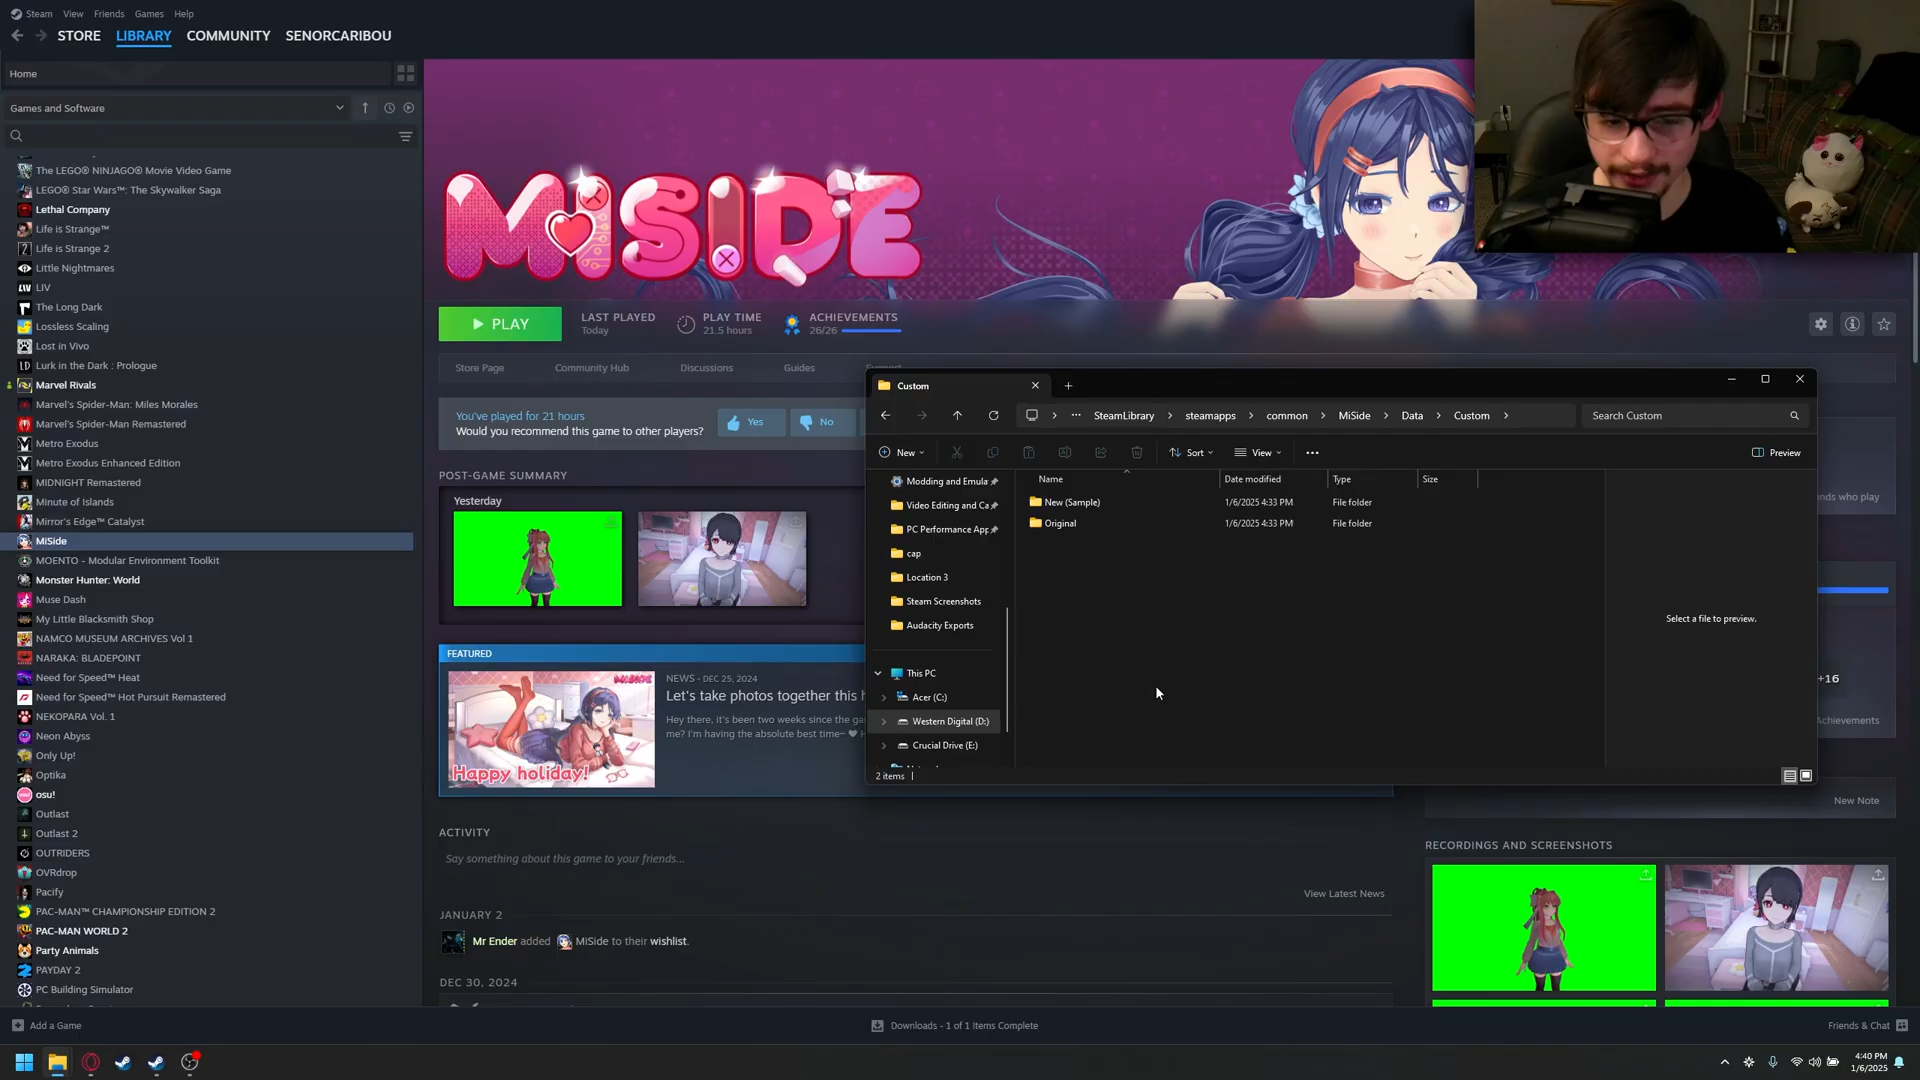 Steam View Friends Games Help
STORE LIBRARY COMMUNITY SENORCARIBOU
Home
Games and Software
The LEGO® NINJAGO® Movie Video Game
LEGO® Star Wars™: The Skywalker Saga
Lethal Company
Life is Strange™
Life is Strange 2
Little Nightmares
LIV
The Long Dark
Lossless Scaling
Lost in Vivo
Lurk in the Dark : Prologue
Marvel Rivals
Marvel's Spider-Man: Miles Morales
Marvel's Spider-Man Remastered
Metro Exodus
Metro Exodus Enhanced Edition
MIDNIGHT Remastered
Minute of Islands
Mirror's Edge™ Catalyst
MiSide
MOENTO - Modular Environment Toolkit
Monster Hunter: World
Muse Dash
My Little Blacksmith Shop
NAMCO MUSEUM ARCHIVES Vol 1
NARAKA: BLADEPOINT
Need for Speed™ Heat
Need for Speed™ Hot Pursuit Remastered
NEKOPARA Vol. 1
Neon Abyss
Only Up!
Optika
osu!
Outlast
Outlast 2
OUTRIDERS
OVRdrop
Pacify
PAC-MAN™ CHAMPIONSHIP EDITION 2
PAC-MAN WORLD 2
Party Animals
PAYDAY 2
PC Building Simulator
Add a Game
MISIDE
PLAY
LAST PLAYED
Today
PLAY TIME
21.5 hours
ACHIEVEMENTS
26/26
Store Page Community Hub Discussions Guides Support
You've played for 21 hours
Would you recommend this game to other players?
Yes No
POST-GAME SUMMARY
Yesterday
FEATURED
MISIDE
Happy holiday!
NEWS - DEC 25, 2024
Let's take photos together this h
Hey there, it's been two weeks since the ga
me? I'm having the absolute best time~ ♥ H
ACTIVITY
Say something about this game to your friends...
View Latest News
JANUARY 2
Mr Ender added MiSide to their wishlist.
DEC 30, 2024
Custom
SteamLibrary > steamapps > common > MiSide > Data > Custom >
Search Custom
New Sort View Preview
Modding and Emula
Video Editing and Ca
PC Performance App
cap
Location 3
Steam Screenshots
Audacity Exports
This PC
Acer (C:)
Western Digital (D:)
Crucial Drive (E:)
2 items
Name Date modified Type Size
New (Sample) 1/6/2025 4:33 PM File folder
Original 1/6/2025 4:33 PM File folder
Select a file to preview.
ends who play
+16
Achievements
New Note
RECORDINGS AND SCREENSHOTS
Downloads - 1 of 1 Items Complete
Friends & Chat
4:40 PM
1/6/2025